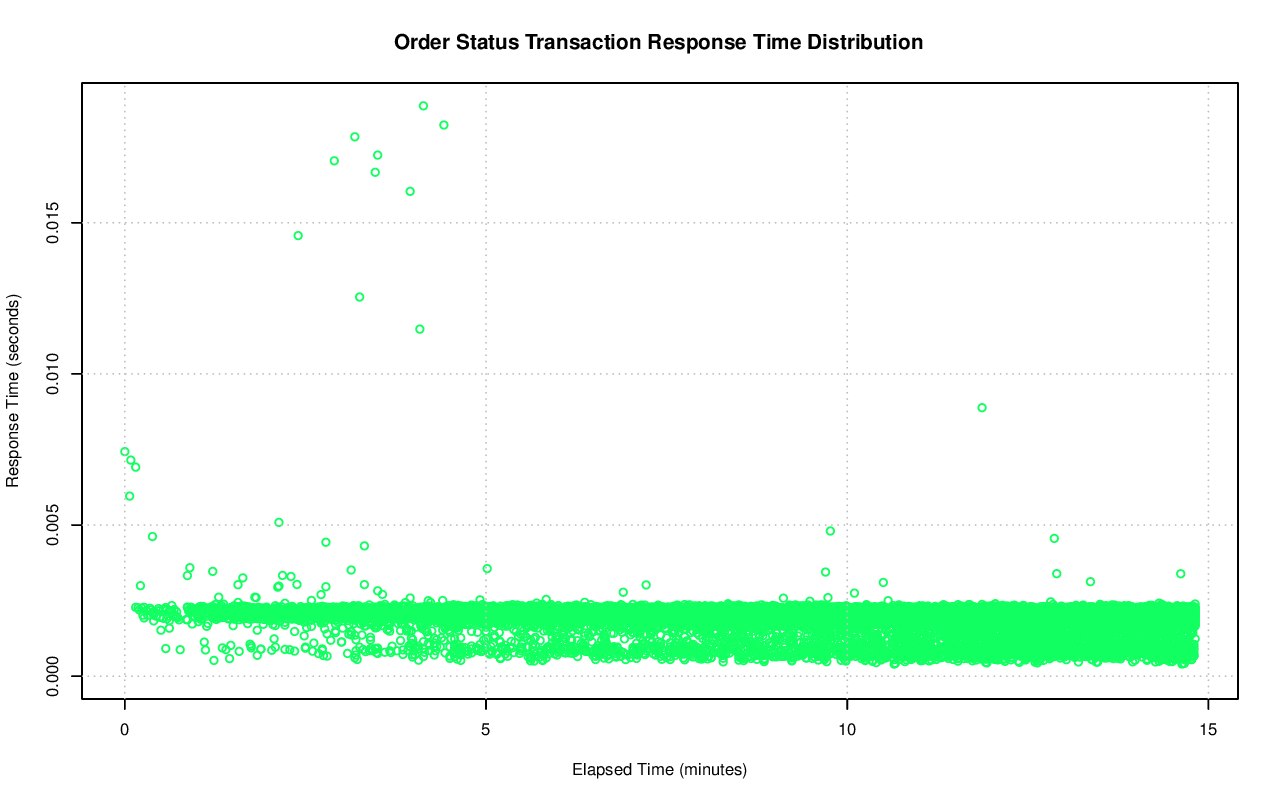 Order Status Transaction Response Time Distribution
Response Time (seconds)
0.015
0.010
0.005
0.000
0
5
10
15
Elapsed Time (minutes)